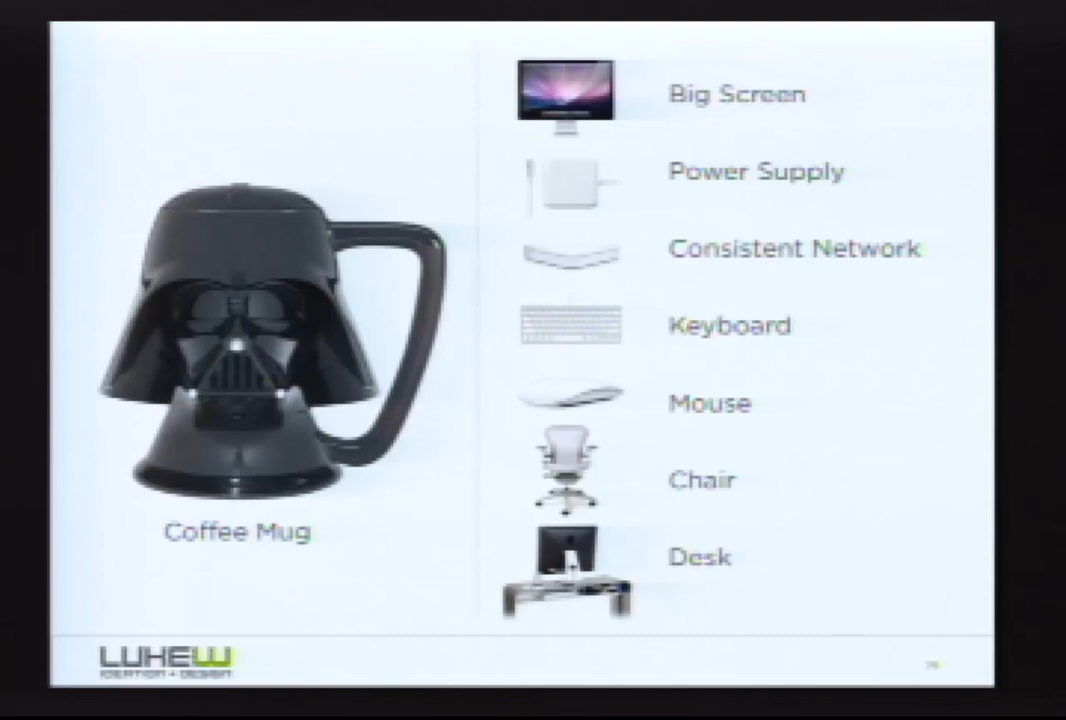 Big Screen
Power Supply
Consistent Network
Keyboard
Mouse
Chair
Desk
Coffee Mug
LUKEW
IDEATION + DESIGN